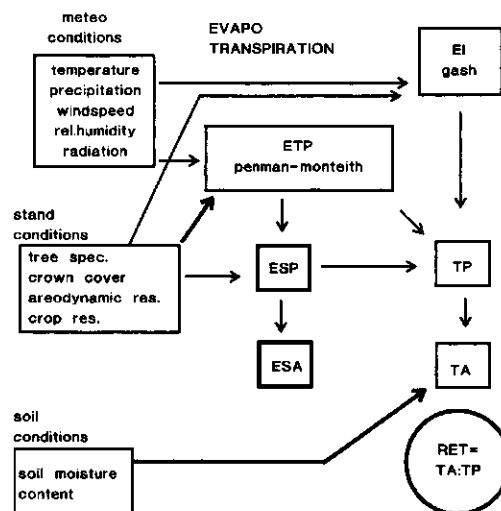 meteo
conditions
EVAPO
TRANSPIRATION
temperature
precipitation
windspeed
rel.humidity
radiation
EI
gash
ETP
penman-monteith
stand
conditions
tree spec.
crown cover
areodynamic res.
crop res.
ESP
TP
ESA
TA
soil
conditions
soil moisture
content
RET=
TA:TP